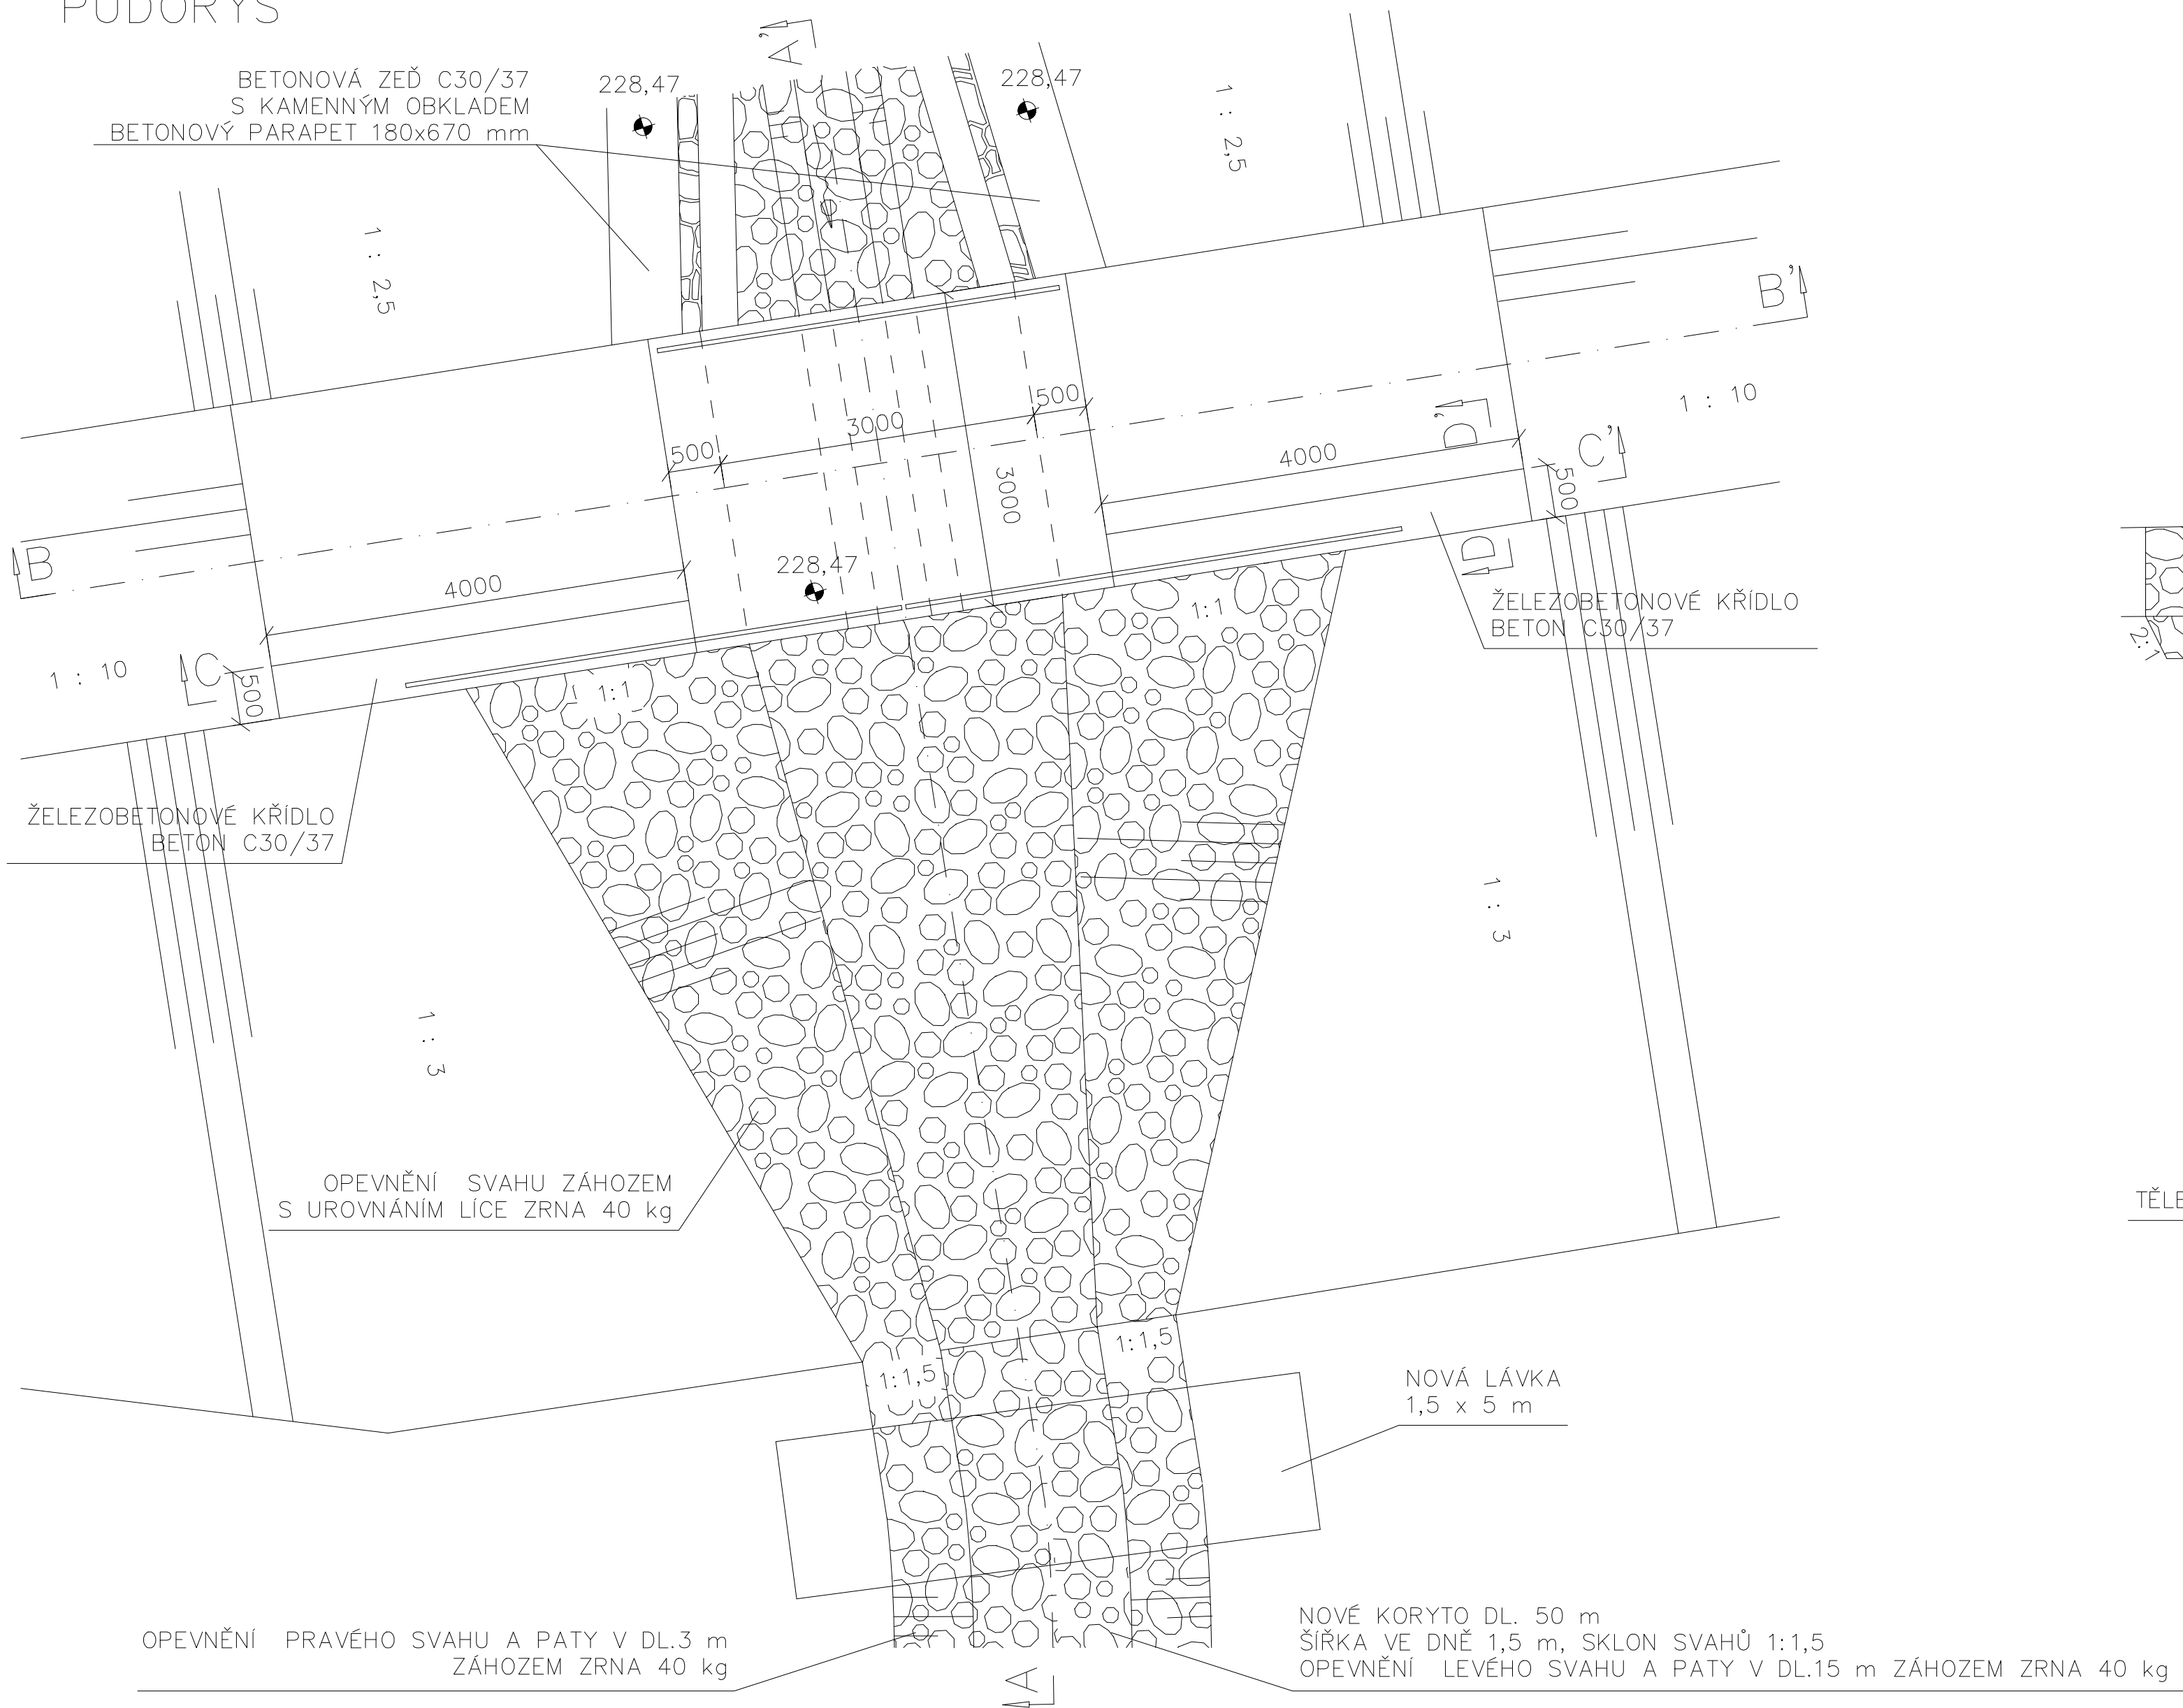 PŮDORYS
BETONOVÁ ZEĎ C30/37
S KAMENNÝM OBKLADEM
BETONOVÝ PARAPET 180x670 mm
228,47
A'
228,47
1 : 2,5
1 : 2,5
B'
1 : 10
500
3000
500
3000
4000
D'
C'
500
B
4000
228,47
D
ŽELEZOBETONOVÉ KŘÍDLO
BETON C30/37
1 : 10
C
500
1:1
1:1
2:1
ŽELEZOBETONOVÉ KŘÍDLO
BETON C30/37
1 : 3
1 : 3
OPEVNĚNÍ SVAHU ZÁHOZEM
S UROVNÁNÍM LÍCE ZRNA 40 kg
TĚLE
1:1,5
1:1,5
NOVÁ LÁVKA
1,5 x 5 m
OPEVNĚNÍ PRAVÉHO SVAHU A PATY V DL.3 m
ZÁHOZEM ZRNA 40 kg
A
NOVÉ KORYTO DL. 50 m
ŠÍŘKA VE DNĚ 1,5 m, SKLON SVAHŮ 1:1,5
OPEVNĚNÍ LEVÉHO SVAHU A PATY V DL.15 m ZÁHOZEM ZRNA 40 kg